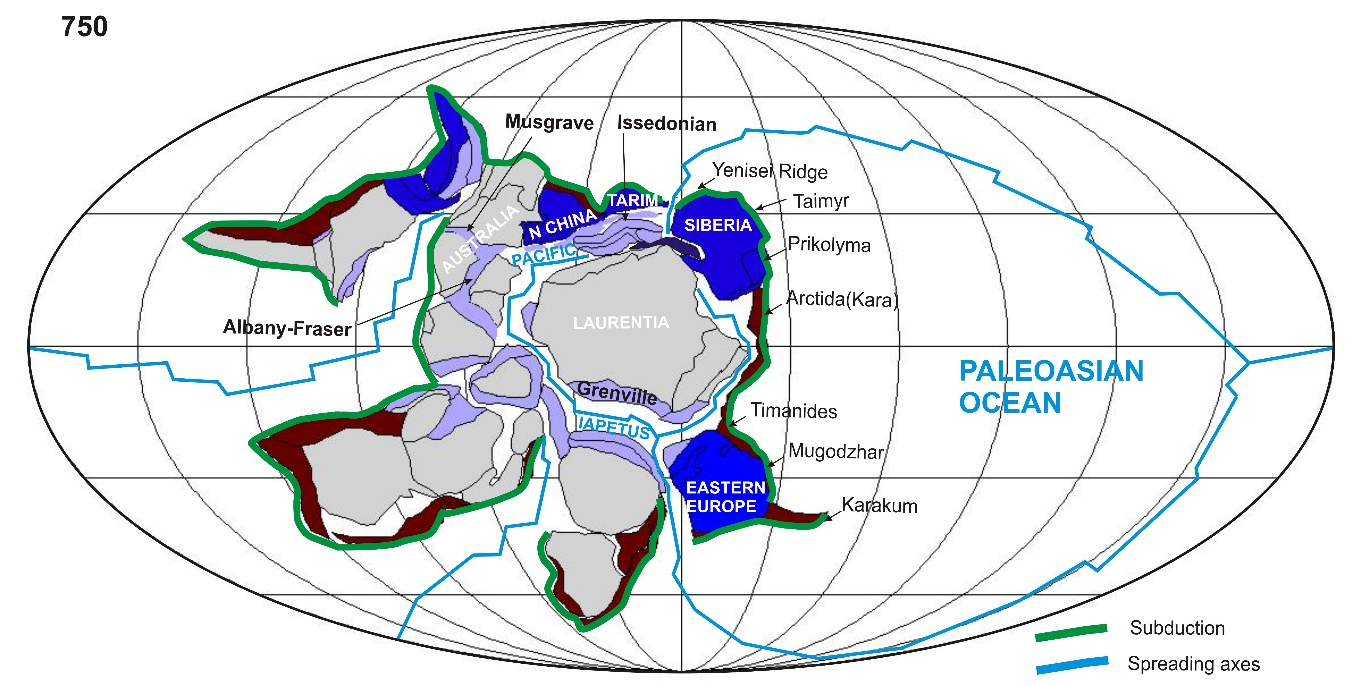 750
Musgrave
Issedonian
Yenisei Ridge
Taimyr
TARIM
N CHINA
SIBERIA
AUSTRALIA
Prikolyma
PACIFIC
Arctida(Kara)
Albany-Fraser
LAURENTIA
PALEOASIAN
OCEAN
Grenville
Timanides
IAPETUS
Mugodzhar
EASTERN
EUROPE
Karakum
Subduction
Spreading axes